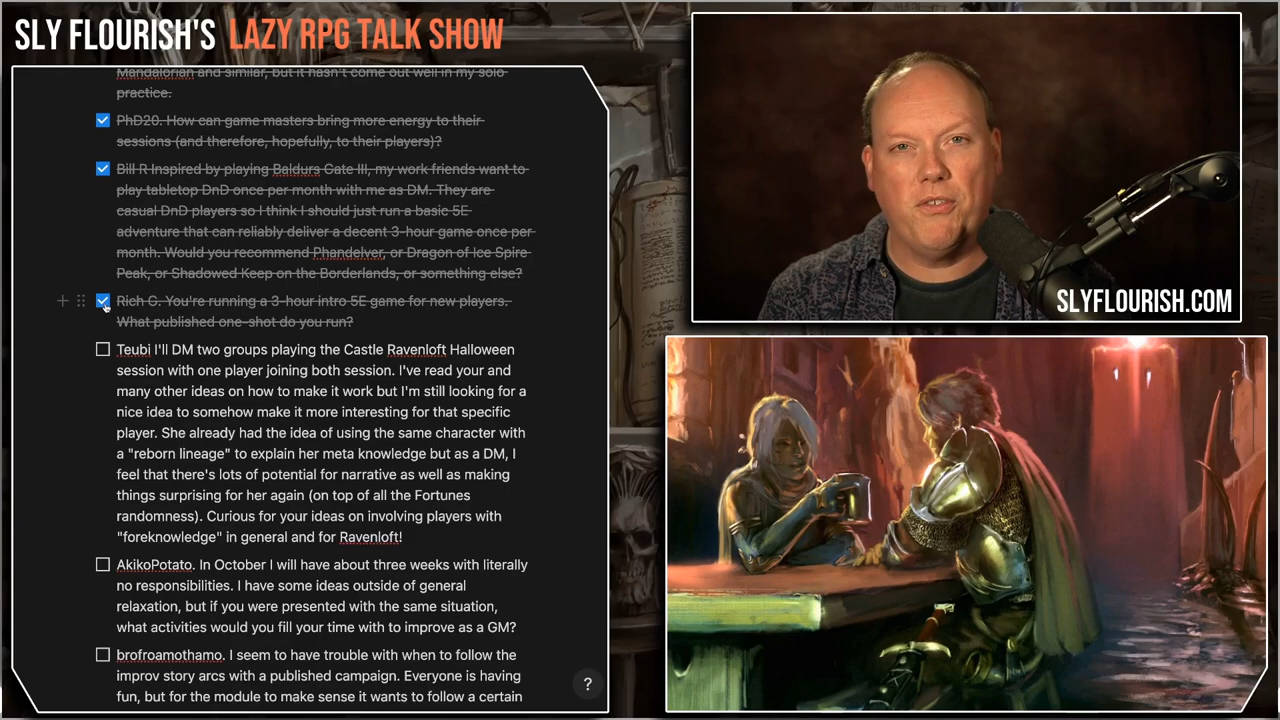 SLY FLOURISH'S LAZY RPG TALK SHOW
Mandalorian and similar, but it hasn't come out well in my solo
practice.
PhD20. How can game masters bring more energy to their
sessions (and therefore, hopefully, to their players)?
Bill R Inspired by playing Baldurs Gate III, my work friends want to
play tabletop DnD once per month with me as DM. They are
casual DnD players so I think I should just run a basic 5E
adventure that can reliably deliver a decent 3-hour game once per
month. Would you recommend Phandelver, or Dragon of Ice Spire
Peak, or Shadowed Keep on the Borderlands, or something else?
Rich G. You're running a 3-hour intro 5E game for new players.
What published one-shot do you run?
Teubi I'll DM two groups playing the Castle Ravenloft Halloween
session with one player joining both session. I've read your and
many other ideas on how to make it work but I'm still looking for a
nice idea to somehow make it more interesting for that specific
player. She already had the idea of using the same character with
a "reborn lineage" to explain her meta knowledge but as a DM, I
feel that there's lots of potential for narrative as well as making
things surprising for her again (on top of all the Fortunes
randomness). Curious for your ideas on involving players with
"foreknowledge" in general and for Ravenloft!
AkikoPotato. In October I will have about three weeks with literally
no responsibilities. I have some ideas outside of general
relaxation, but if you were presented with the same situation,
what activities would you fill your time with to improve as a GM?
brofroamothamo. I seem to have trouble with when to follow the
improv story arcs with a published campaign. Everyone is having
fun, but for the module to make sense it wants to follow a certain
?
SLYFLOURISH.COM